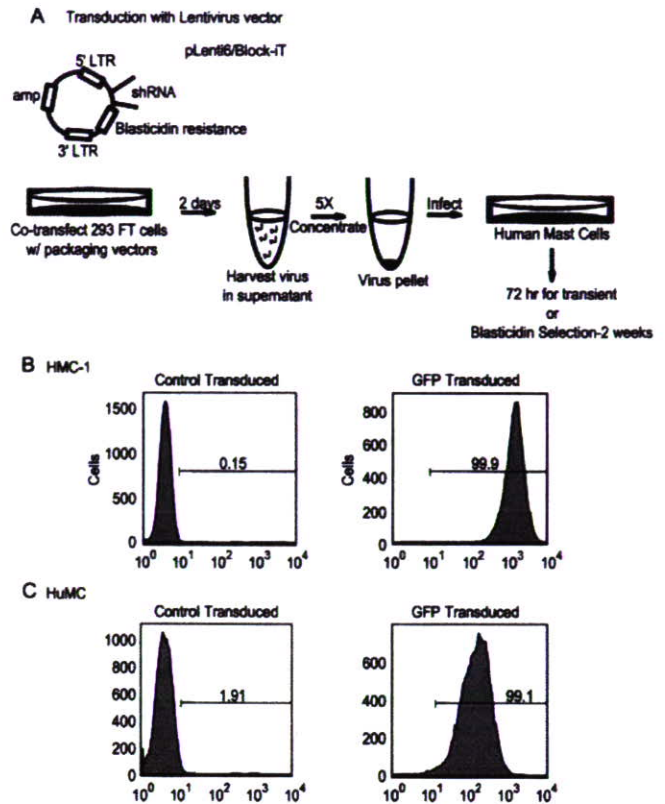 A Transduction with Lentivirus vector
pLenti6/Block-iT
5' LTR
amp
shRNA
Blasticidin resistance
3' LTR
Co-transfect 293 FT cells
w/ packaging vectors
2 days
Harvest virus
in supernatant
5X
Concentrate
Virus pellet
Infect
Human Mast Cells
72 hr for transient
or
Blasticidin Selection-2 weeks
B HMC-1
Control Transduced
Cells
1500
1000
500
0
0.15
10^0 10^1 10^2 10^3 10^4
GFP Transduced
800
600
400
200
0
99.9
10^0 10^1 10^2 10^3 10^4
C HuMC
Control Transduced
1000
800
600
400
200
0
1.91
10^0 10^1 10^2 10^3 10^4
GFP Transduced
600
400
200
0
99.1
10^0 10^1 10^2 10^3 10^4